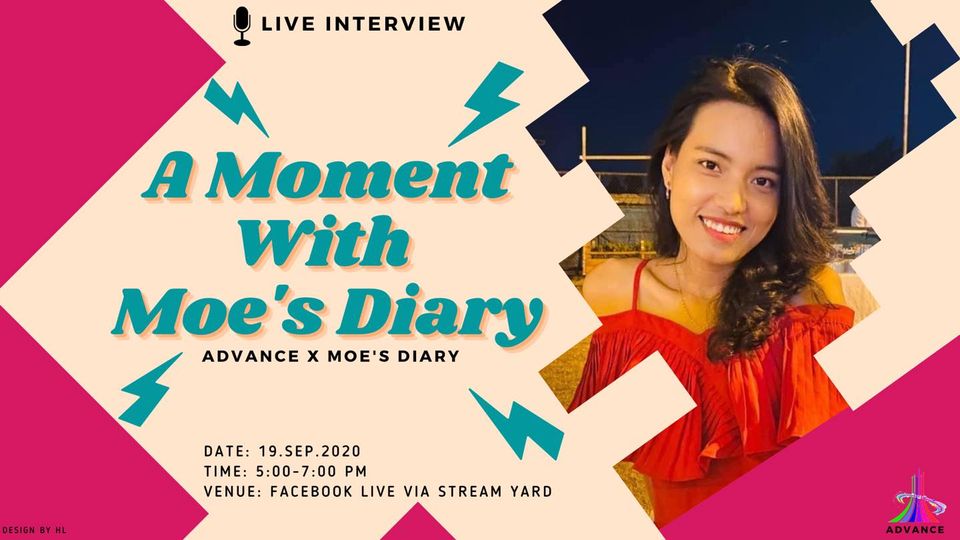 LIVE INTERVIEW
A Moment
With
Moe's Diary
ADVANCE X MOE'S DIARY
DATE: 19.SEP.2020
TIME: 5:00-7:00 PM
VENUE: FACEBOOK LIVE VIA STREAM YARD
DESIGN BY HL
ADVANCE